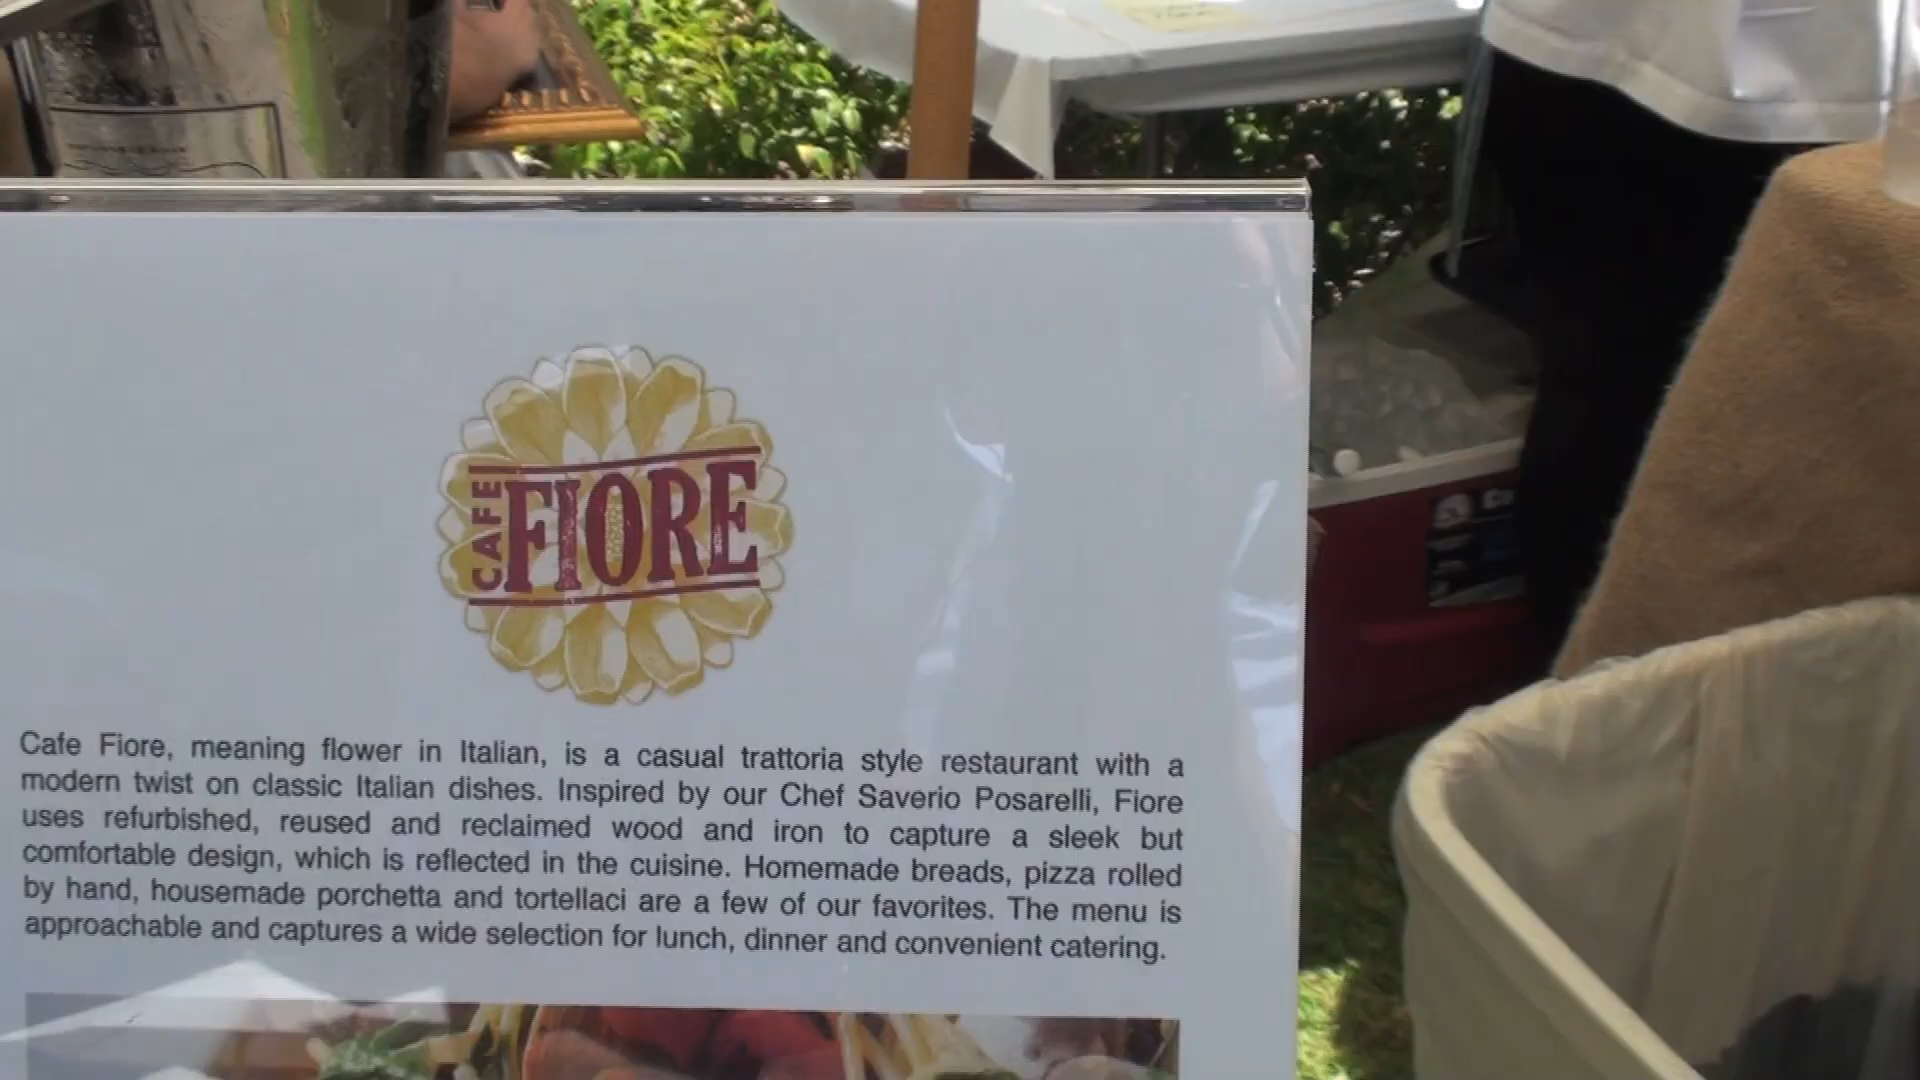 CAFE FIORE
Cafe Fiore, meaning flower in Italian, is a casual trattoria style restaurant with a
modern twist on classic Italian dishes. Inspired by our Chef Saverio Posarelli, Fiore
uses refurbished, reused and reclaimed wood and iron to capture a sleek but
comfortable design, which is reflected in the cuisine. Homemade breads, pizza rolled
by hand, housemade porchetta and tortellaci are a few of our favorites. The menu is
approachable and captures a wide selection for lunch, dinner and convenient catering.